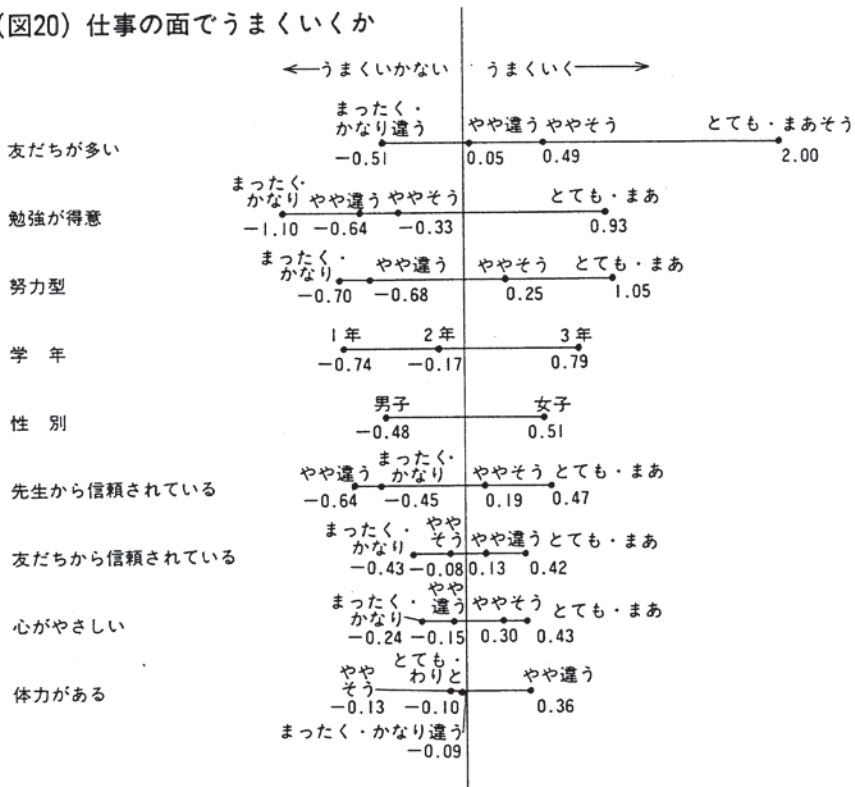 (図20) 仕事の面でうまくいくか
←うまくいかない うまくいく→
友だちが多い
まったく・
かなり違う やや違う ややそう とても・まあそう
−0.51 0.05 0.49 2.00
勉強が得意
まったく・
かなり やや違う ややそう とても・まあ
−1.10 −0.64 −0.33 0.93
努力型
まったく・
かなり やや違う ややそう とても・まあ
−0.70 −0.68 0.25 1.05
学 年
1年 2年 3年
−0.74 −0.17 0.79
性 別
男子 女子
−0.48 0.51
先生から信頼されている
やや違う まったく・
かなり ややそう とても・まあ
−0.64 −0.45 0.19 0.47
友だちから信頼されている
まったく・
かなり やや
そう やや違う とても・まあ
−0.43 −0.08 0.13 0.42
心がやさしい
まったく・
かなり やや
違う ややそう とても・まあ
−0.24 −0.15 0.30 0.43
体力がある
やや
そう とても・
わりと やや違う
−0.13 −0.10 0.36
まったく・かなり違う
−0.09